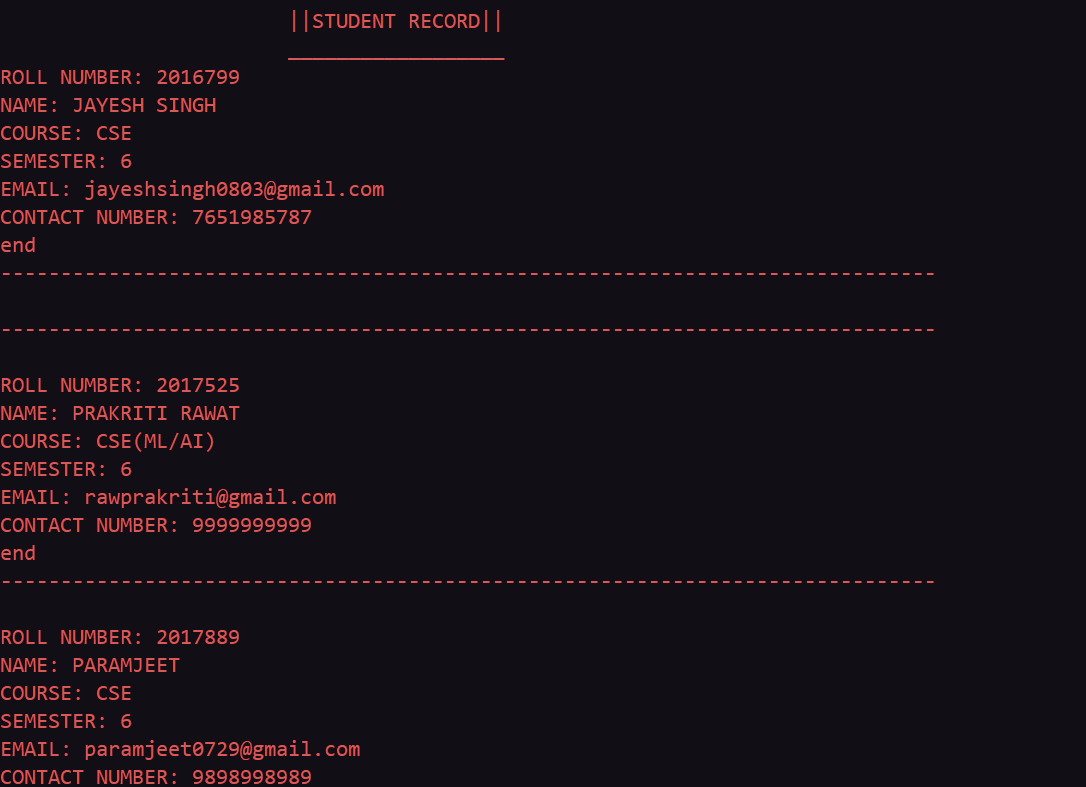 ||STUDENT RECORD||
__________________
ROLL NUMBER: 2016799
NAME: JAYESH SINGH
COURSE: CSE
SEMESTER: 6
EMAIL: jayeshsingh0803@gmail.com
CONTACT NUMBER: 7651985787
end
------------------------------------------------------------------------------
------------------------------------------------------------------------------
ROLL NUMBER: 2017525
NAME: PRAKRITI RAWAT
COURSE: CSE(ML/AI)
SEMESTER: 6
EMAIL: rawprakriti@gmail.com
CONTACT NUMBER: 9999999999
end
------------------------------------------------------------------------------
ROLL NUMBER: 2017889
NAME: PARAMJEET
COURSE: CSE
SEMESTER: 6
EMAIL: paramjeet0729@gmail.com
CONTACT NUMBER: 9898998989